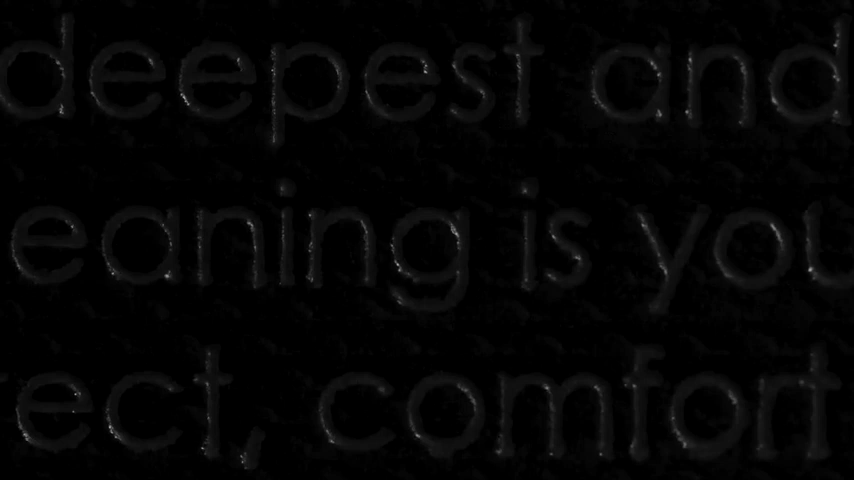 deepest and
eaning is you
ect, comfort